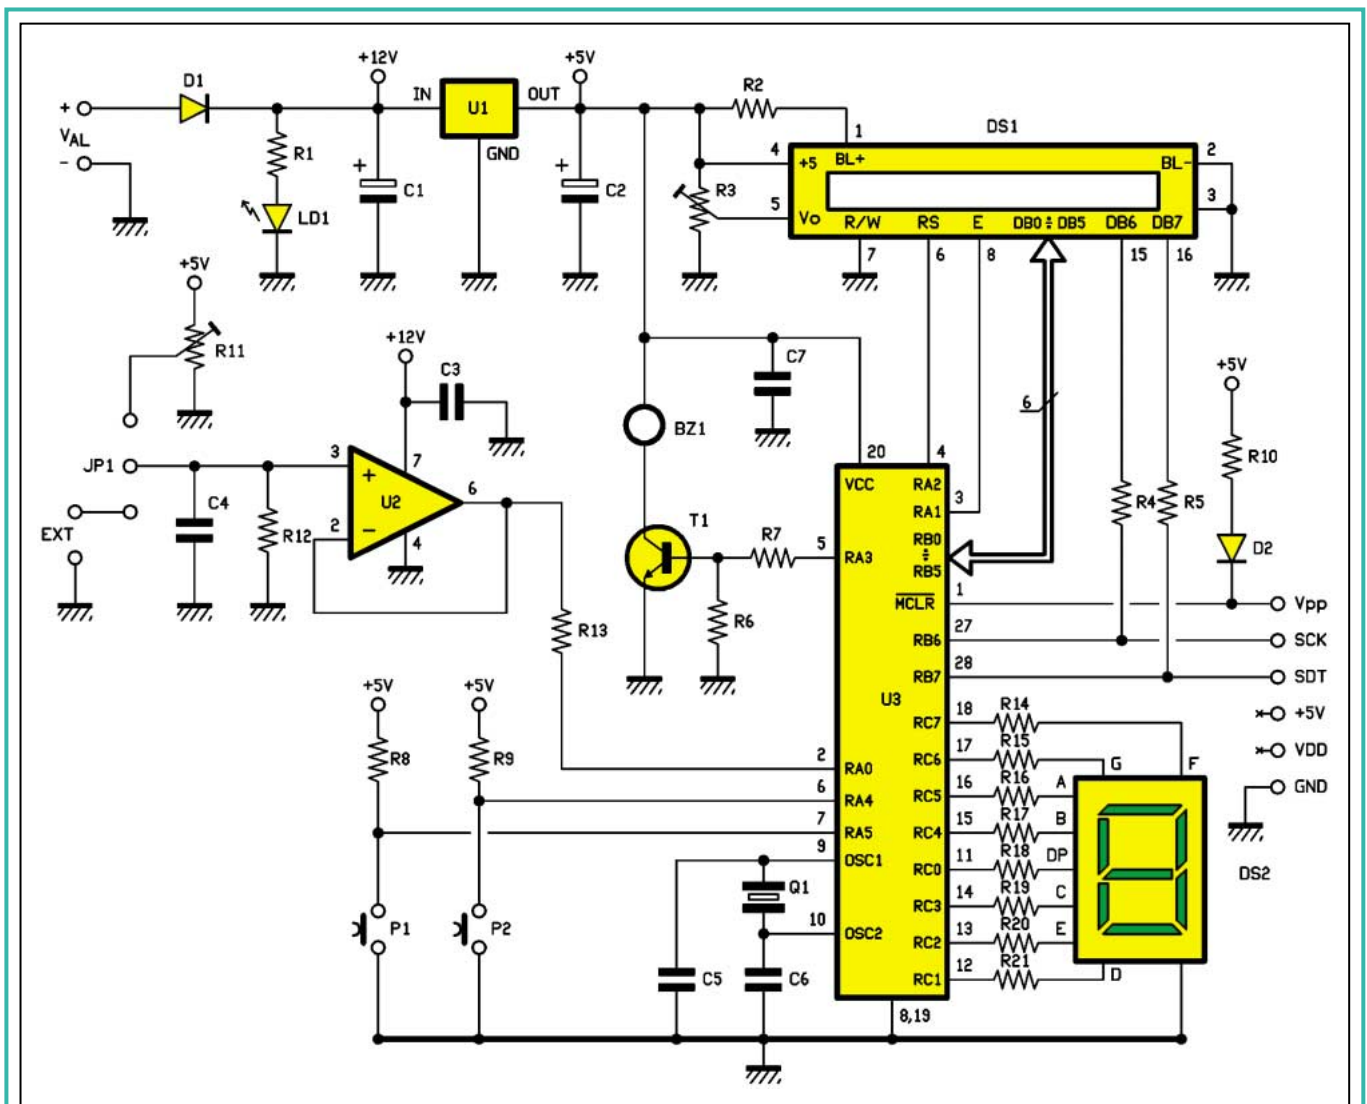 +12V
+5V
D1
R2
IN
U1
OUT
+
VAL
-
1
DS1
GND
R1
+
C1
+
C2
4
+5
BL+
BL-
2
R3
3
LD1
5
Vo
R/W
RS
E
DB0÷DB5
DB6
DB7
7
6
8
15
16
+5V
R11
+12V
C3
C7
+5V
6
BZ1
R10
JP1
3
+
7
20
4
VCC
RA2
C4
U2
6
3
RA1
R4
R5
EXT
R12
2
-
4
T1
R7
5
RA3
RB0
÷
RB5
D2
1
MCLR
Vpp
R13
R6
27
RB6
SCK
28
RB7
SDT
+5V
+5V
U3
18
RC7
R14
+5V
R8
R9
2
RA0
17
RC6
R15
G
F
VDD
6
RA4
16
RC5
R16
A
GND
7
RA5
15
RC4
R17
B
9
OSC1
11
RC0
R18
DP
DS2
Q1
14
RC3
R19
C
P1
P2
10
OSC2
13
RC2
R20
E
C5
C6
12
RC1
R21
D
8,19